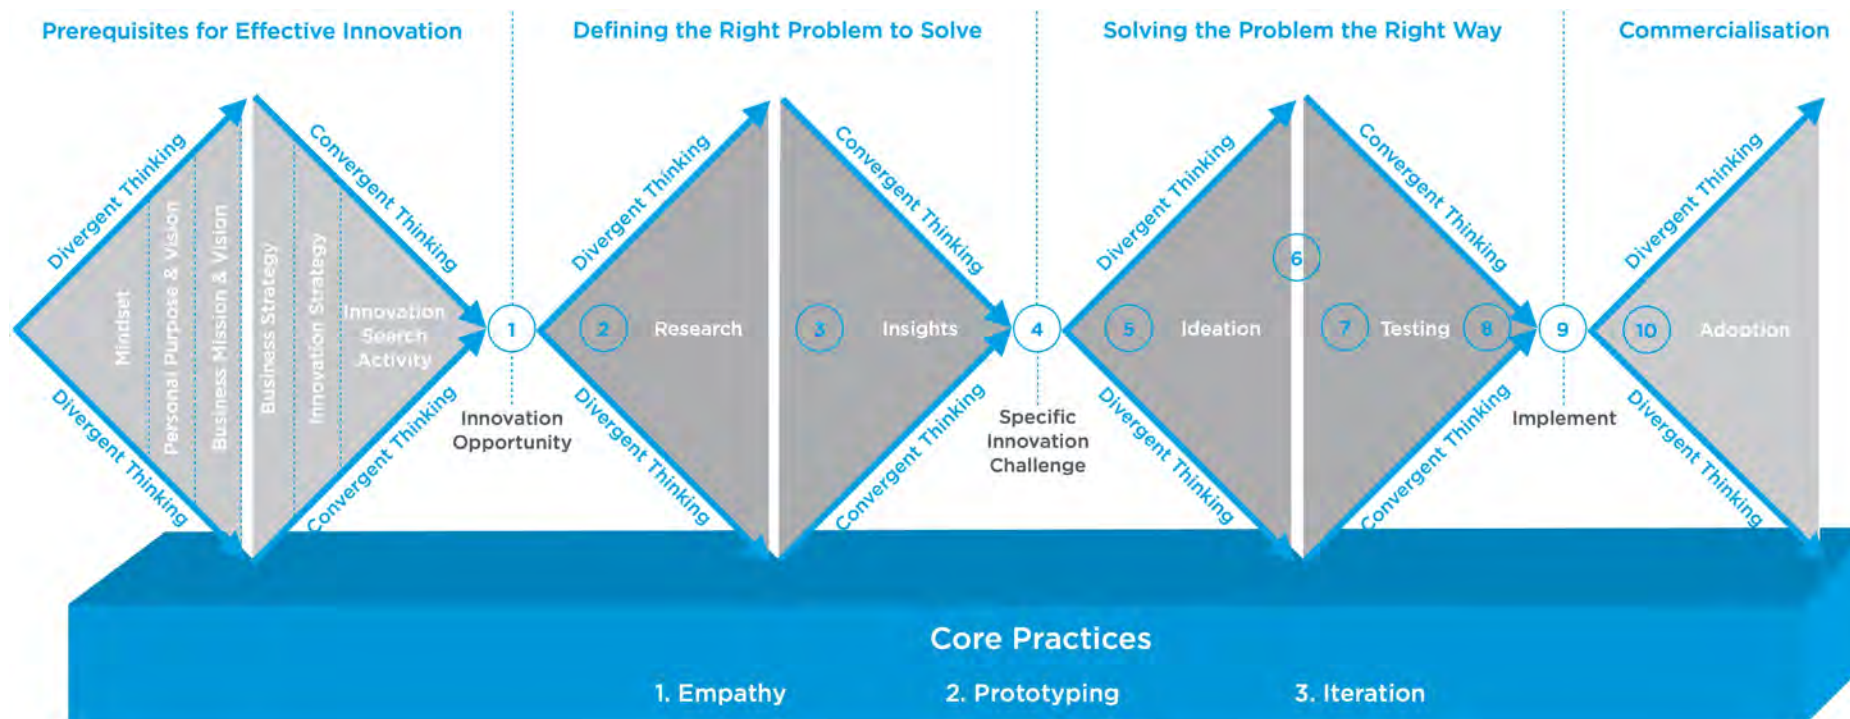 Prerequisites for Effective Innovation
Defining the Right Problem to Solve
Solving the Problem the Right Way
Commercialisation
Divergent Thinking
Convergent Thinking
Divergent Thinking
Convergent Thinking
Divergent Thinking
Convergent Thinking
Divergent Thinking
Mindset
Personal Purpose & Vision
Business Mission & Vision
Business Strategy
Innovation Strategy
Innovation
Search
Activity
1
2
Research
3
Insights
4
5
Ideation
6
7
Testing
8
9
10
Adoption
Innovation
Opportunity
Specific
Innovation
Challenge
Implement
Divergent Thinking
Convergent Thinking
Divergent Thinking
Convergent Thinking
Divergent Thinking
Convergent Thinking
Divergent Thinking
Core Practices
1. Empathy
2. Prototyping
3. Iteration